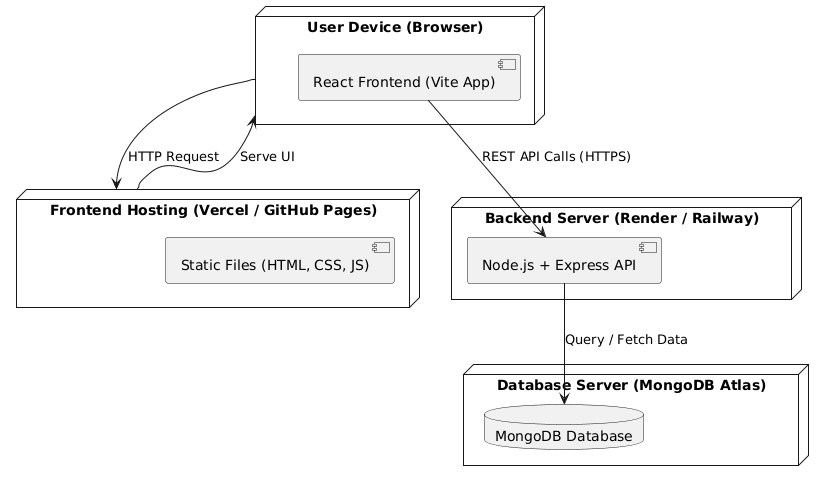 User Device (Browser)
React Frontend (Vite App)
HTTP Request
Serve UI
REST API Calls (HTTPS)
Frontend Hosting (Vercel / GitHub Pages)
Static Files (HTML, CSS, JS)
Backend Server (Render / Railway)
Node.js + Express API
Query / Fetch Data
Database Server (MongoDB Atlas)
MongoDB Database